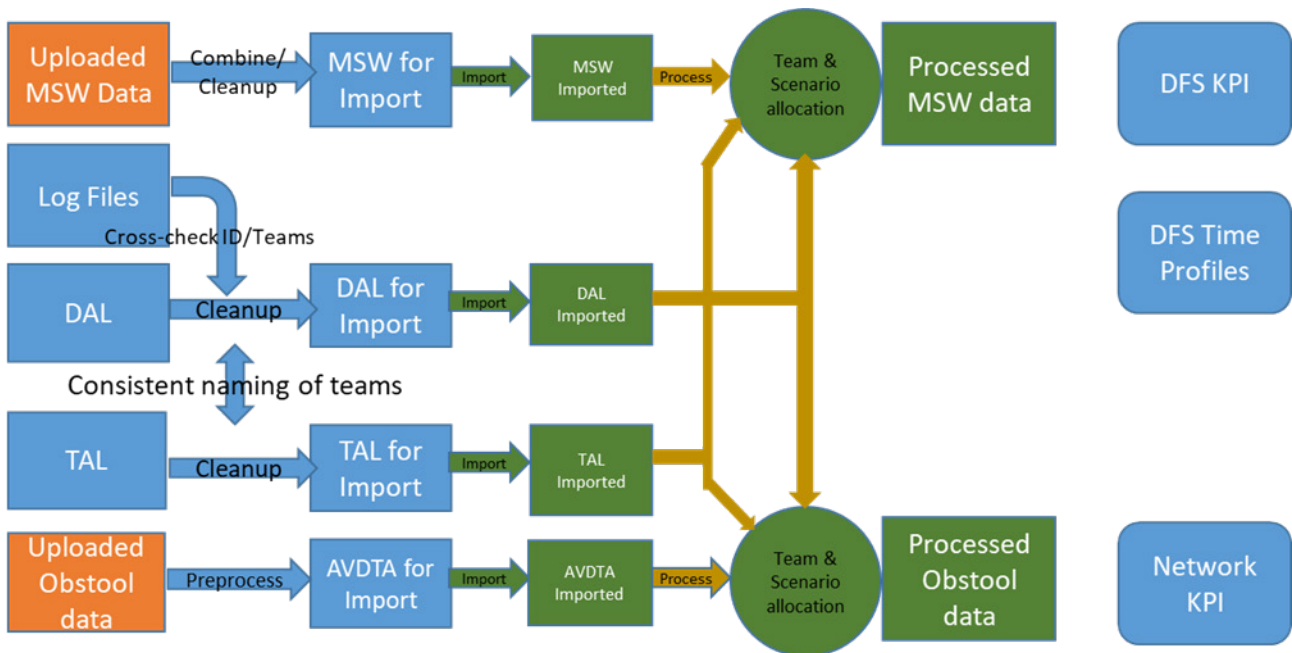 Uploaded
MSW Data
Combine/
Cleanup
MSW for
Import
Import
MSW
Imported
Process
Team &
Scenario
allocation
Processed
MSW data
DFS KPI
Log Files
Cross-check ID/Teams
DFS Time
Profiles
DAL
Cleanup
DAL for
Import
Import
DAL
Imported
Consistent naming of teams
TAL
Cleanup
TAL for
Import
Import
TAL
Imported
Uploaded
Obstool
data
Preprocess
AVDTA for
Import
Import
AVDTA
Imported
Process
Team &
Scenario
allocation
Processed
Obstool
data
Network
KPI